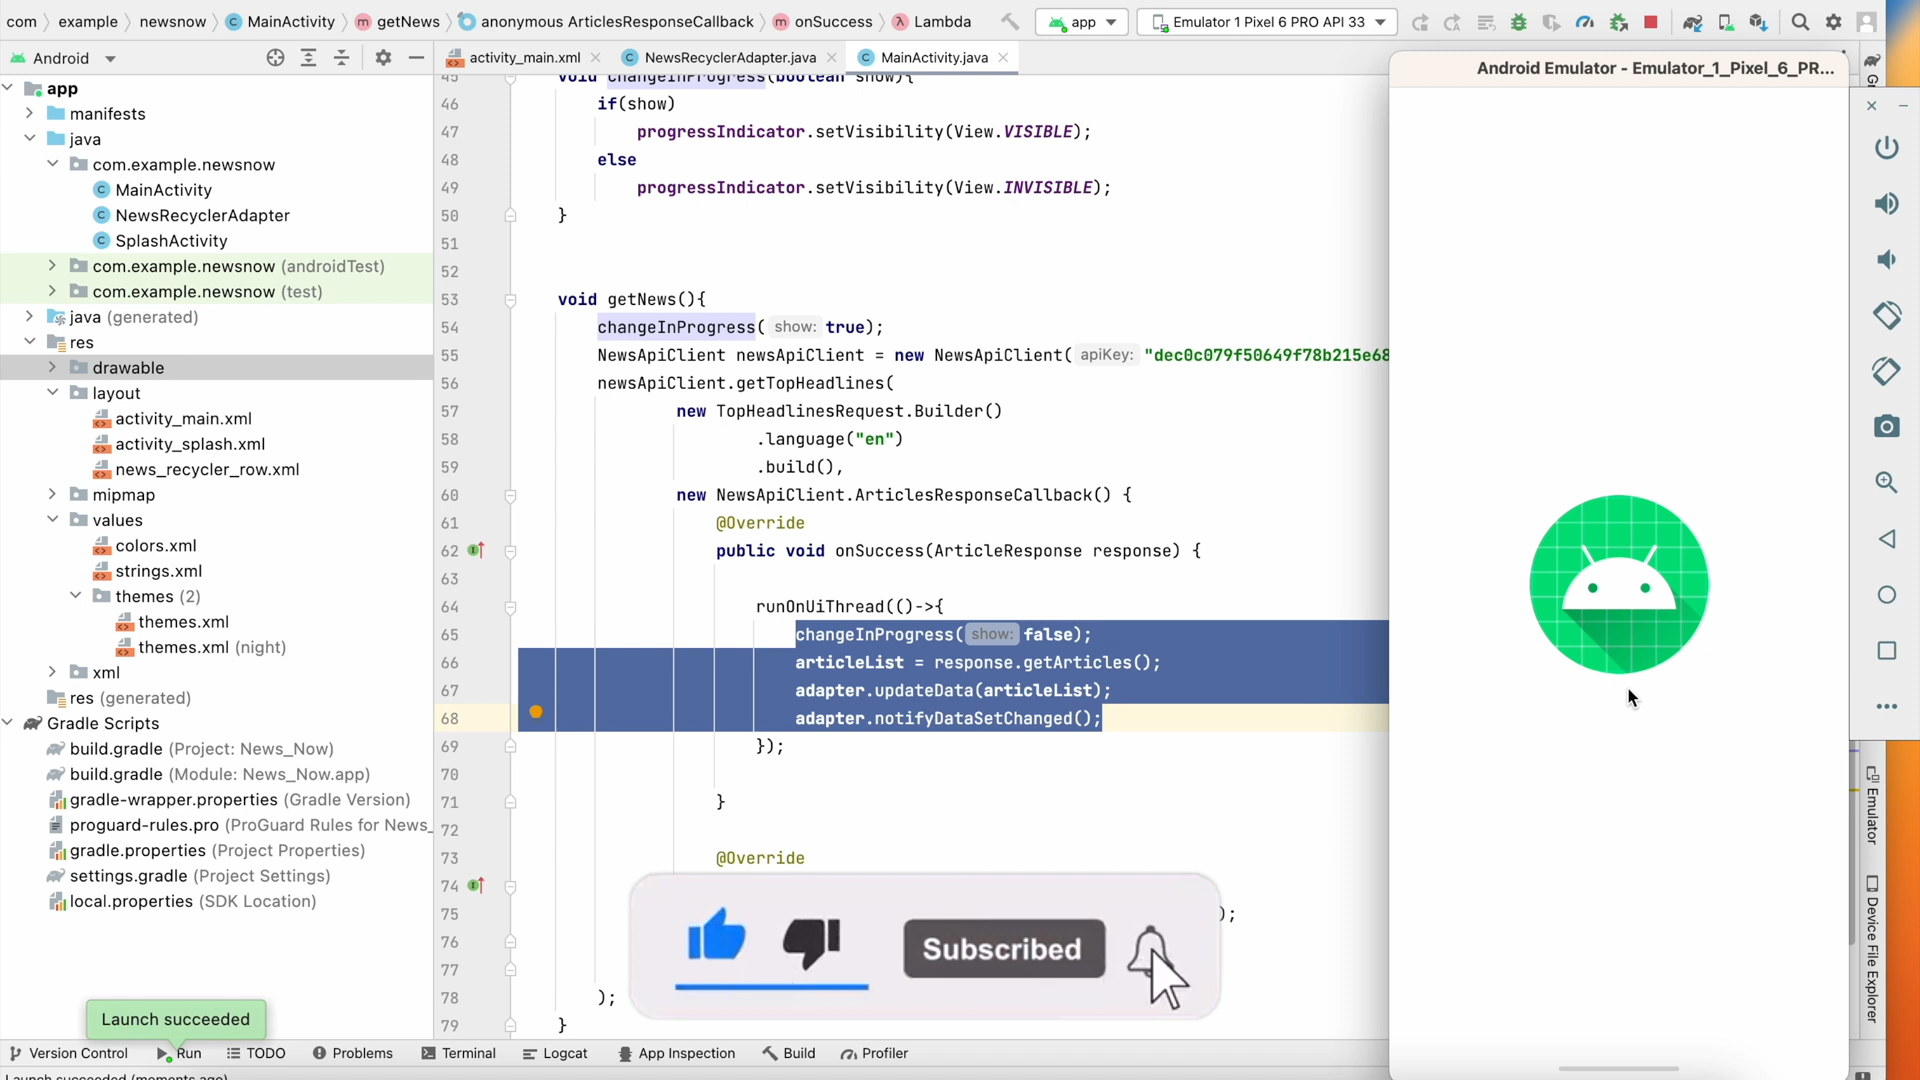 com example newsnow MainActivity getNews anonymous ArticlesResponseCallback onSuccess Lambda app Emulator 1 Pixel 6 PRO API 33
Android activity_main.xml NewsRecyclerAdapter.java MainActivity.java
Android Emulator - Emulator_1_Pixel_6_PR...
app
manifests
java
com.example.newsnow
MainActivity
NewsRecyclerAdapter
SplashActivity
com.example.newsnow (androidTest)
com.example.newsnow (test)
java (generated)
res
drawable
layout
activity_main.xml
activity_splash.xml
news_recycler_row.xml
mipmap
values
colors.xml
strings.xml
themes (2)
themes.xml
themes.xml (night)
xml
res (generated)
Gradle Scripts
build.gradle (Project: News_Now)
build.gradle (Module: News_Now.app)
gradle-wrapper.properties (Gradle Version)
proguard-rules.pro (ProGuard Rules for News_
gradle.properties (Project Properties)
settings.gradle (Project Settings)
local.properties (SDK Location)
45 void changeInProgress(boolean show){
46 if(show)
47 progressIndicator.setVisibility(View.VISIBLE);
48 else
49 progressIndicator.setVisibility(View.INVISIBLE);
50 }
51
52
53 void getNews(){
54 changeInProgress( show: true);
55 NewsApiClient newsApiClient = new NewsApiClient( apiKey: "dec0c079f50649f78b215e68
56 newsApiClient.getTopHeadlines(
57 new TopHeadlinesRequest.Builder()
58 .language("en")
59 .build(),
60 new NewsApiClient.ArticlesResponseCallback() {
61 @Override
62 public void onSuccess(ArticleResponse response) {
63
64 runOnUiThread(()->{
65 changeInProgress( show: false);
66 articleList = response.getArticles();
67 adapter.updateData(articleList);
68 adapter.notifyDataSetChanged();
69 });
70
71 }
72
73 @Override
74
75 );
76
77
78 );
79 }
Subscribed
Launch succeeded
Emulator
Device File Explorer
Version Control Run TODO Problems Terminal Logcat App Inspection Build Profiler
Launch succeeded (moments ago)